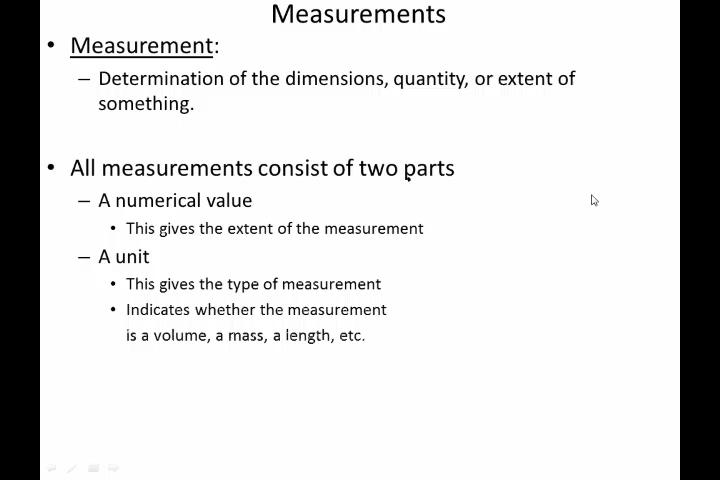 Measurements
• Measurement:
– Determination of the dimensions, quantity, or extent of
something.
• All measurements consist of two parts
– A numerical value
• This gives the extent of the measurement
– A unit
• This gives the type of measurement
• Indicates whether the measurement
is a volume, a mass, a length, etc.